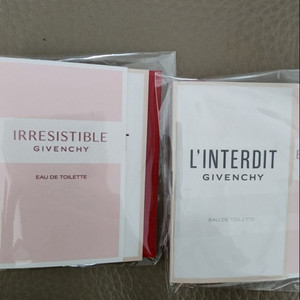 IRRESISTIBLE
GIVENCHY
EAU DE TOILETTE
L'INTERDIT
GIVENCHY
EAU DE TOILETTE